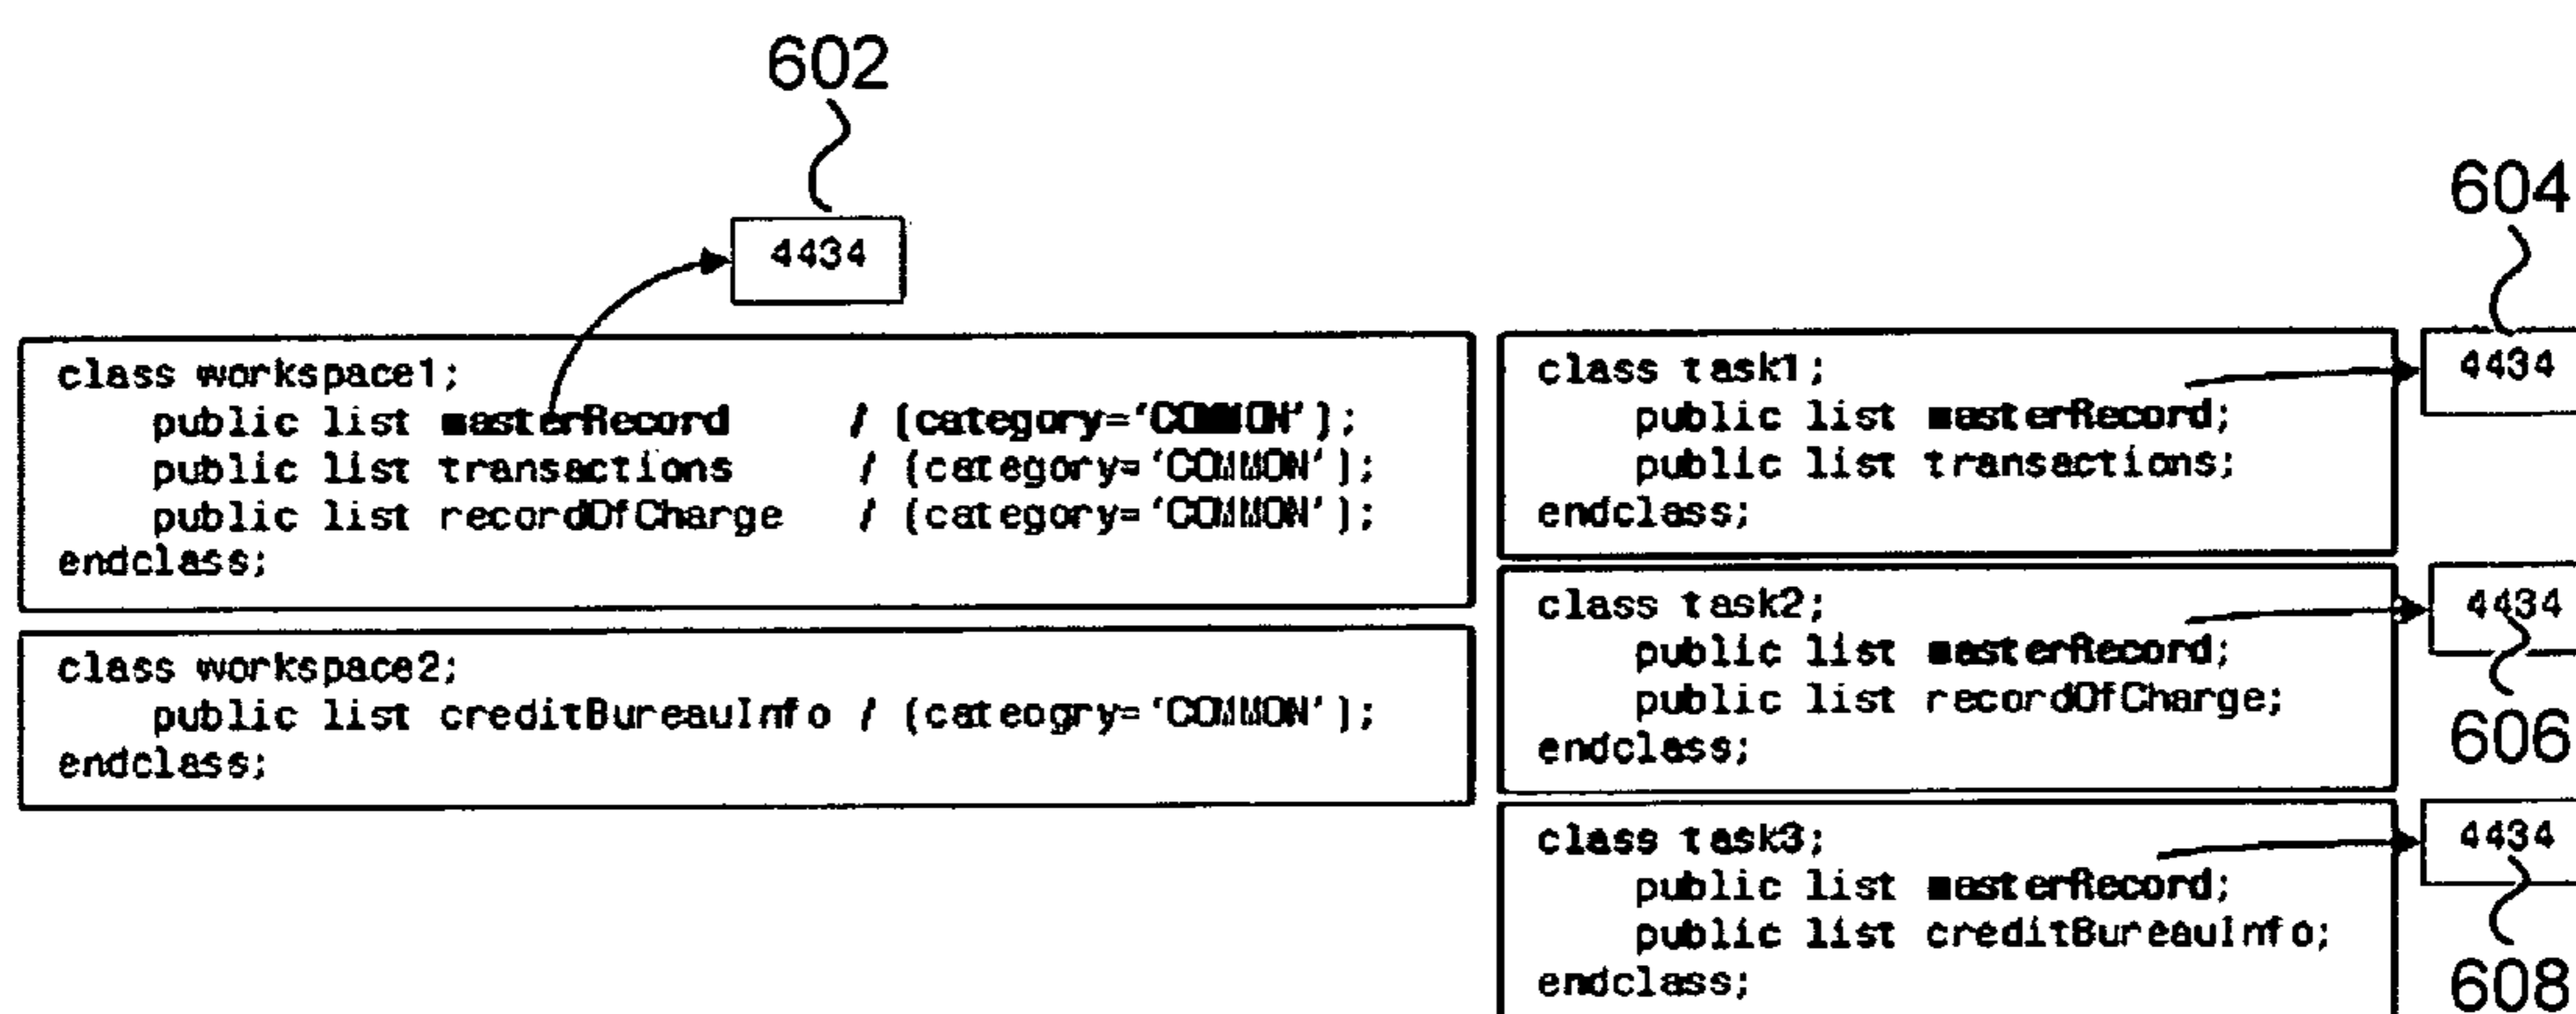 602
4434
class workspace1;
public list masterRecord / (category='COMMON');
public list transactions / (category='COMMON');
public list recordOfCharge / (category='COMMON');
endclass;
class workspace2;
public list creditBureauInfo / (cateogry='COMMON');
endclass;
604
4434
class task1;
public list masterRecord;
public list transactions;
endclass;
4434
606
class task2;
public list masterRecord;
public list recordOfCharge;
endclass;
4434
608
class task3;
public list masterRecord;
public list creditBureauInfo;
endclass;